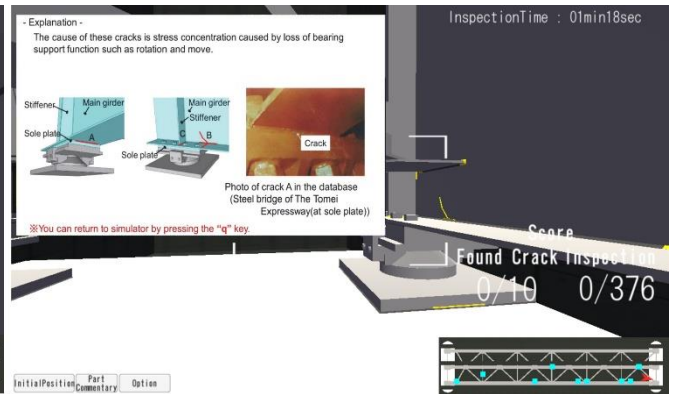 - Explanation -
The cause of these cracks is stress concentration caused by loss of bearing
support function such as rotation and move.
Stiffener
Main girder
Sole plate
A
Main girder
Stiffener
C
B
Sole plate
Crack
Photo of crack A in the database
(Steel bridge of The Tomei
Expressway(at sole plate))
※You can return to simulator by pressing the "q" key.
InspectionTime : 01min18sec
Score
Found Crack Inspection
0/10 0/376
InitialPosition
Part
Commentary
Option